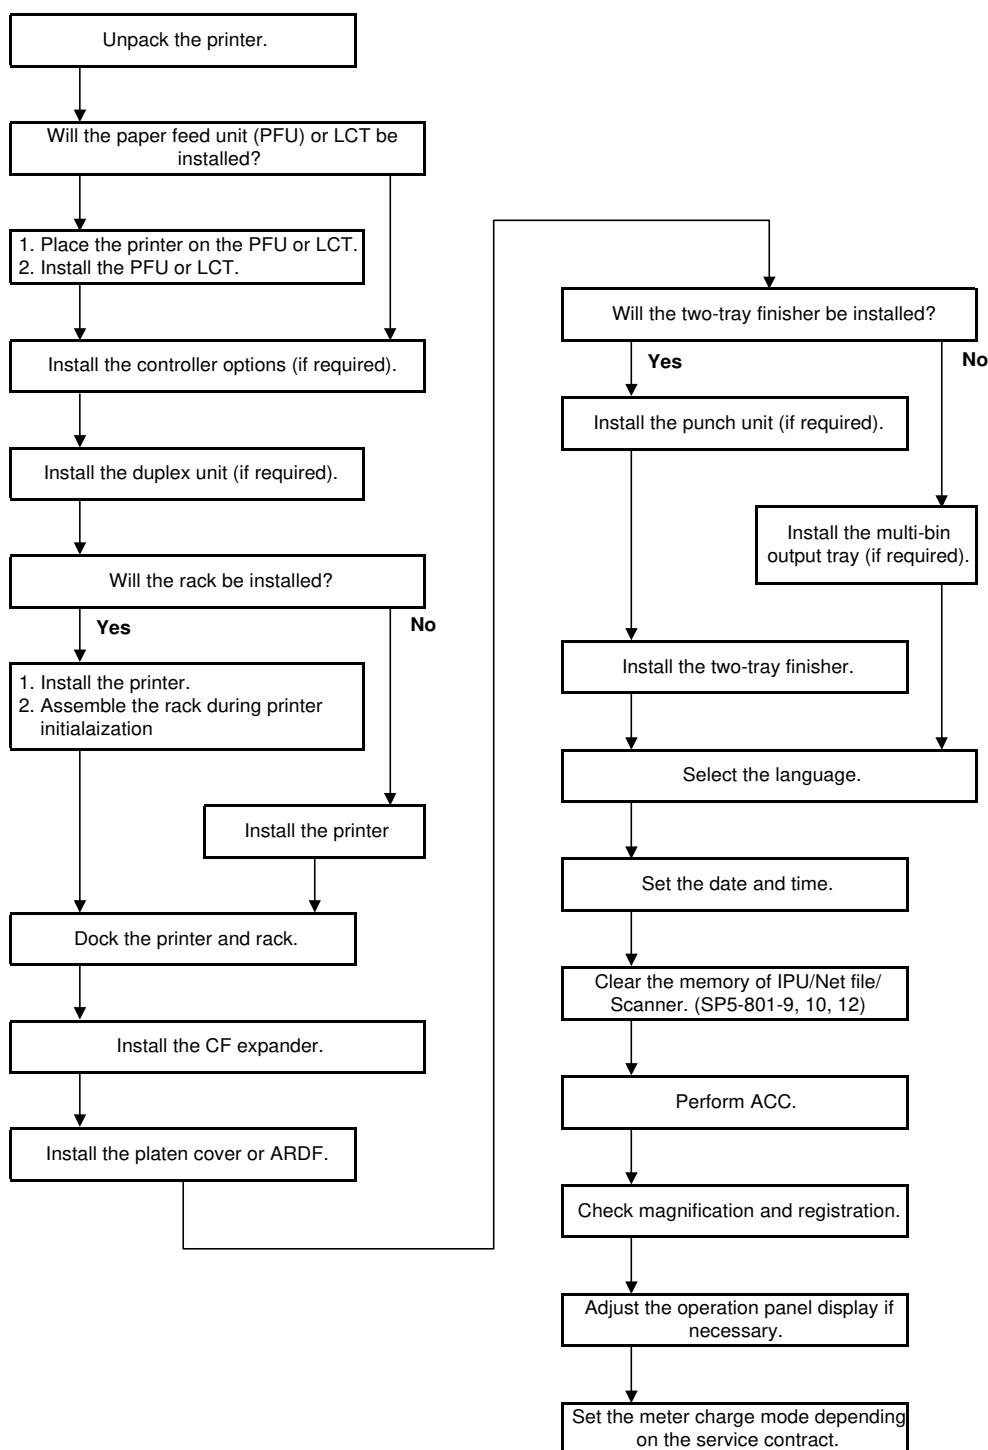 Unpack the printer.
Will the paper feed unit (PFU) or LCT be
installed?
1. Place the printer on the PFU or LCT.
2. Install the PFU or LCT.
Install the controller options (if required).
Install the duplex unit (if required).
Will the rack be installed?
Yes
No
1. Install the printer.
2. Assemble the rack during printer
initialaization
Install the printer
Dock the printer and rack.
Install the CF expander.
Install the platen cover or ARDF.
Will the two-tray finisher be installed?
Yes
No
Install the punch unit (if required).
Install the multi-bin
output tray (if required).
Install the two-tray finisher.
Select the language.
Set the date and time.
Clear the memory of IPU/Net file/
Scanner. (SP5-801-9, 10, 12)
Perform ACC.
Check magnification and registration.
Adjust the operation panel display if
necessary.
Set the meter charge mode depending
on the service contract.